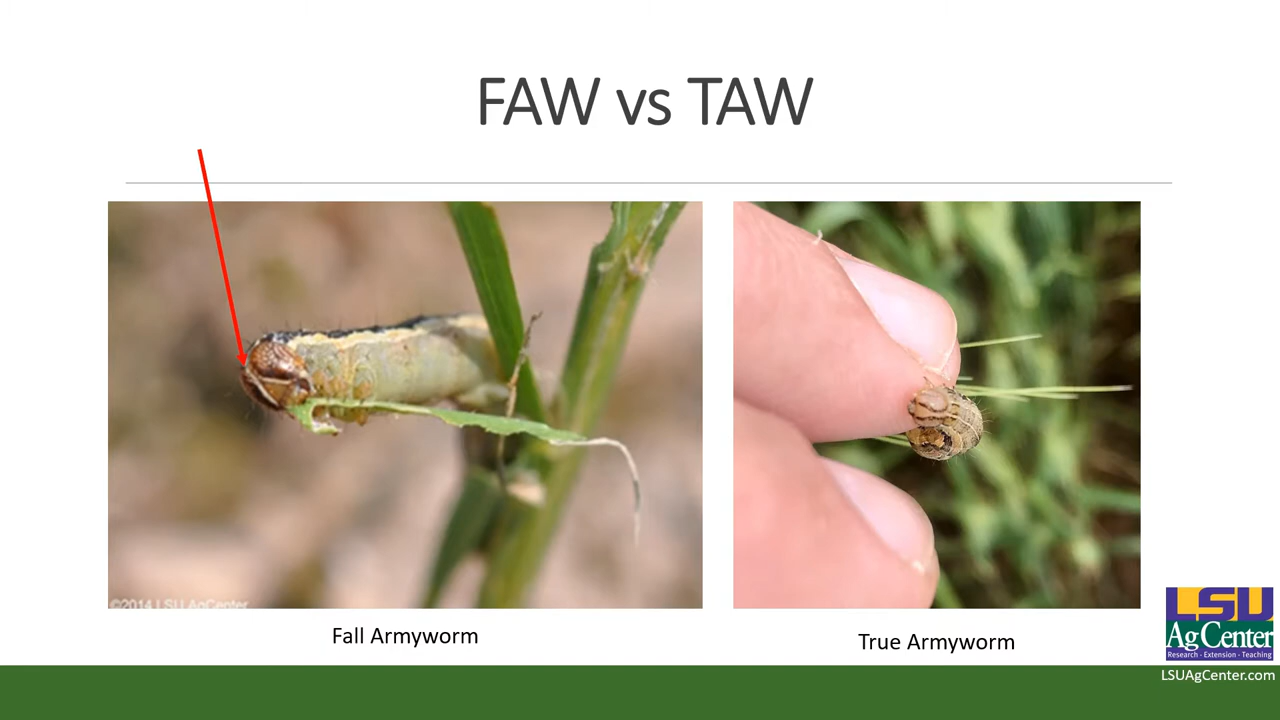 FAW vs TAW
©2014 LSU AgCenter
Fall Armyworm
True Armyworm
LSU
AgCenter
Research · Extension · Teaching
LSUAgCenter.com